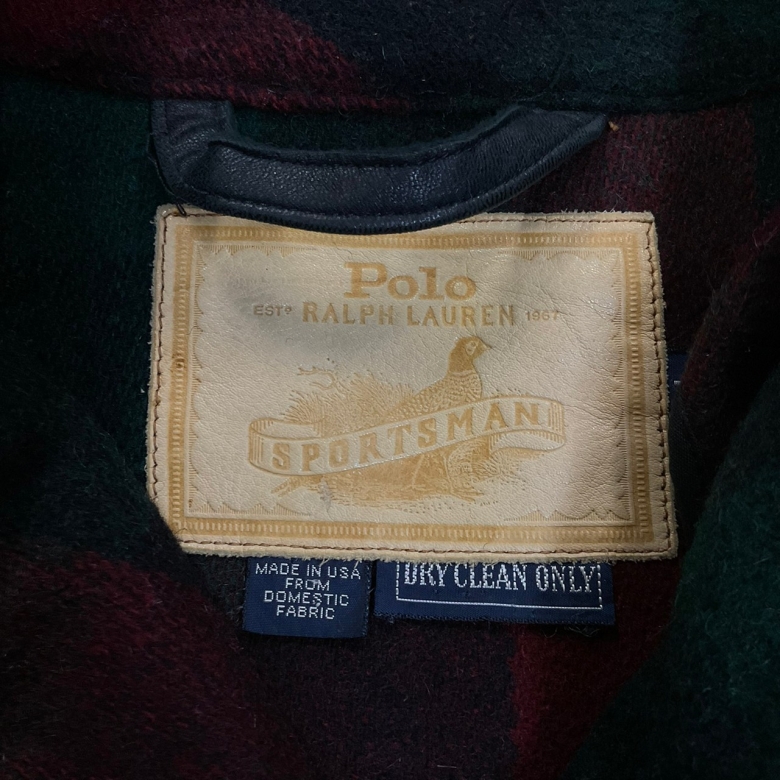 Polo
ESTD RALPH LAUREN 1967
SPORTSMAN
MADE IN USA
FROM
DOMESTIC
FABRIC
DRY CLEAN ONLY